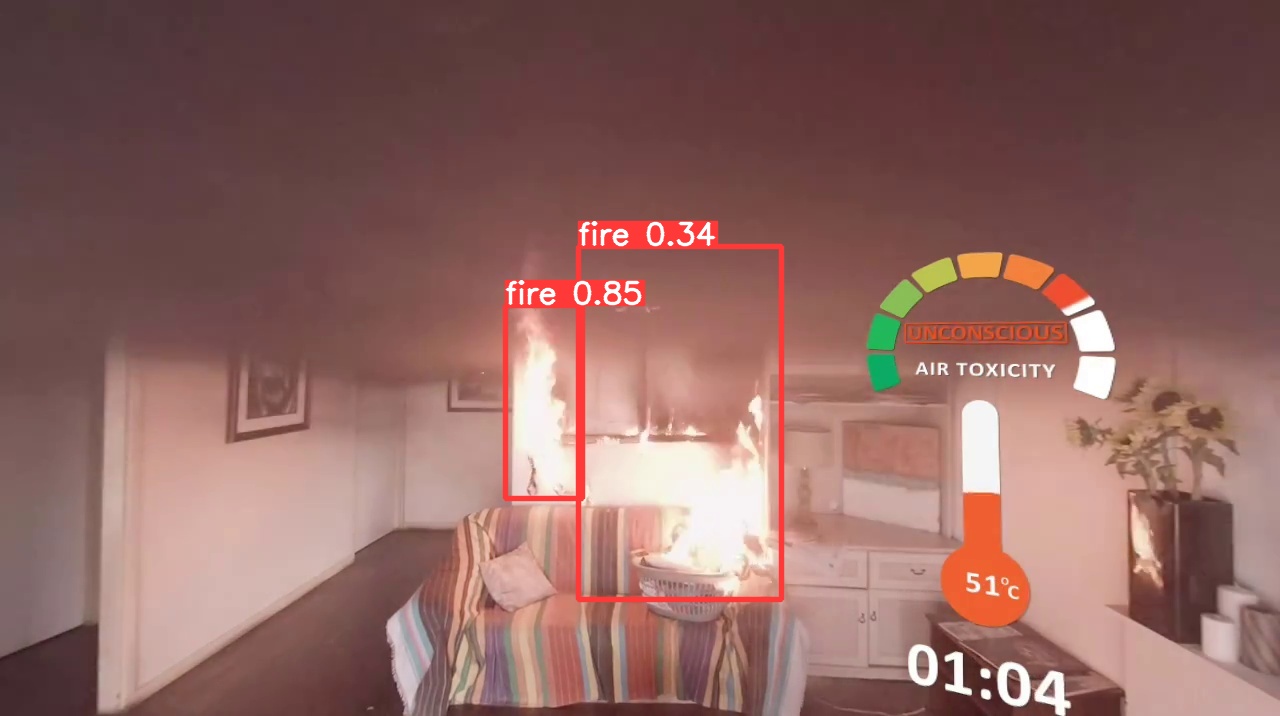 fire 0.34
fire 0.85
UNCONSCIOUS
AIR TOXICITY
51°C
01:04